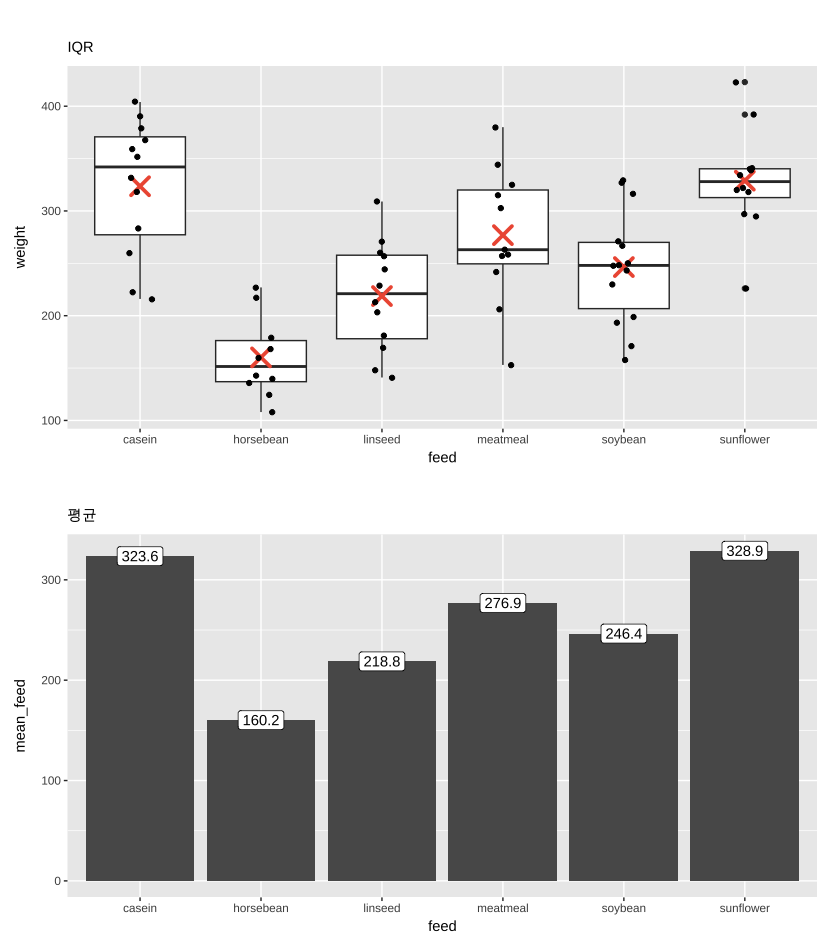 IQR
weight
400
300
200
100
casein horsebean linseed meatmeal soybean sunflower
feed
평균
mean_feed
300
200
100
0
323.6 160.2 218.8 276.9 246.4 328.9
casein horsebean linseed meatmeal soybean sunflower
feed